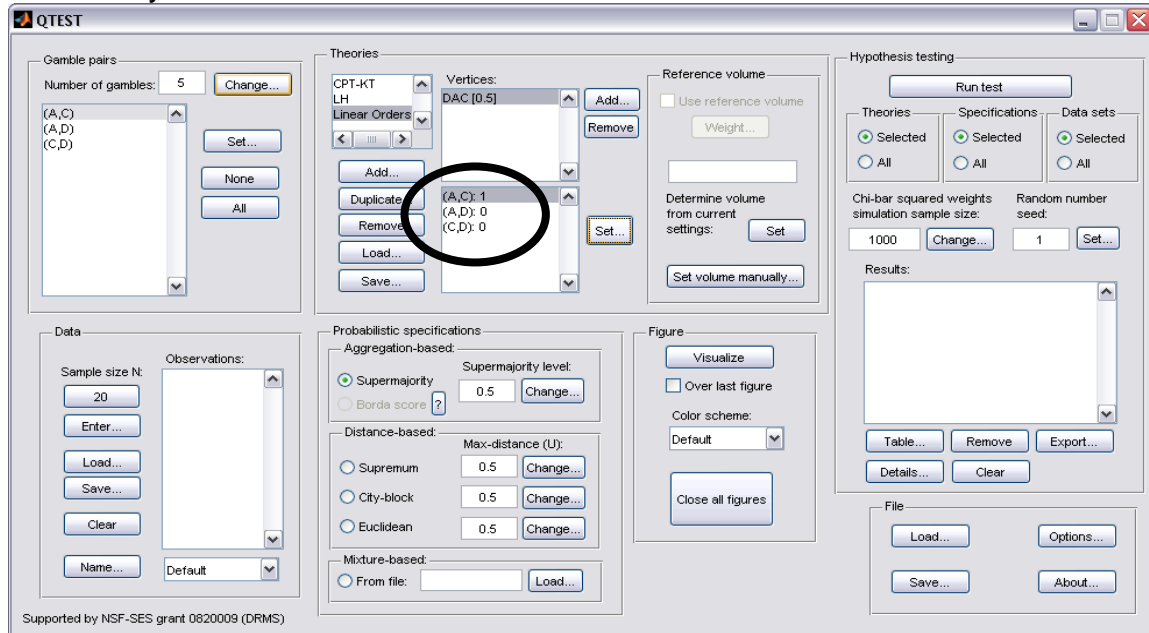 QTEST
Gamble pairs
Number of gambles: 5 Change...
(A,C)
(A,D)
(C,D)
Set...
None
All
Theories
CPT-KT
LH
Linear Orders
Vertices:
DAC [0.5]
Add...
Remove
Add...
Duplicate...
Remove
Load...
Save...
(A,C): 1
(A,D): 0
(C,D): 0
Set...
Reference volume
Use reference volume
Weight...
Determine volume
from current
settings: Set
Set volume manually...
Hypothesis testing
Run test
Theories
Selected
All
Specifications
Selected
All
Data sets
Selected
All
Chi-bar squared weights
simulation sample size:
1000 Change...
Random number
seed:
1 Set...
Results:
Table... Remove Export...
Details... Clear
Data
Sample size N:
20
Enter...
Load...
Save...
Clear
Name...
Observations:
Default
Probabilistic specifications
Aggregation-based:
Supermajority level:
Supermajority 0.5 Change...
Borda score ?
Distance-based:
Max-distance (U):
Supremum 0.5 Change...
City-block 0.5 Change...
Euclidean 0.5 Change...
Mixture-based:
From file: Load...
Figure
Visualize
Over last figure
Color scheme:
Default
Close all figures
File
Load... Options...
Save... About...
Supported by NSF-SES grant 0820009 (DRMS)